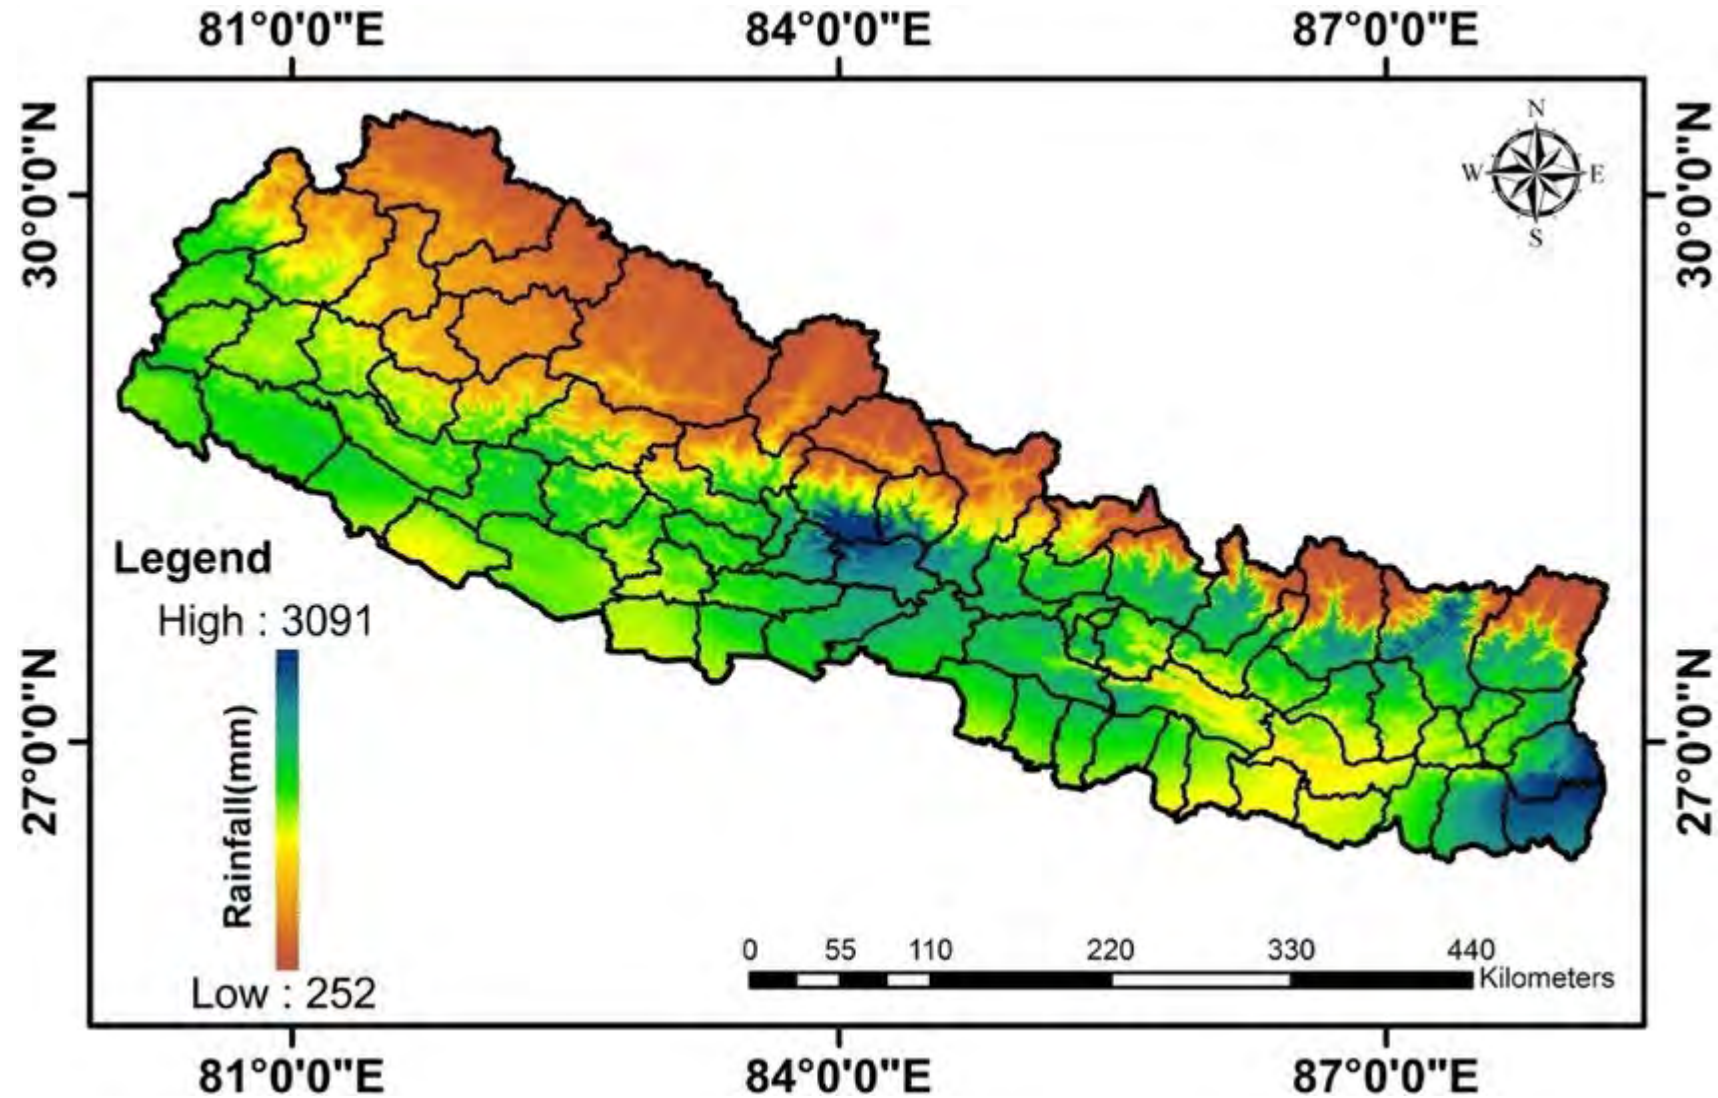 81°0'0"E 84°0'0"E 87°0'0"E
30°0'0"N
30°0'0"N
N
W E
S
Legend
High : 3091
Rainfall(mm)
Low : 252
27°0'0"N
27°0'0"N
0 55 110 220 330 440
Kilometers
81°0'0"E 84°0'0"E 87°0'0"E